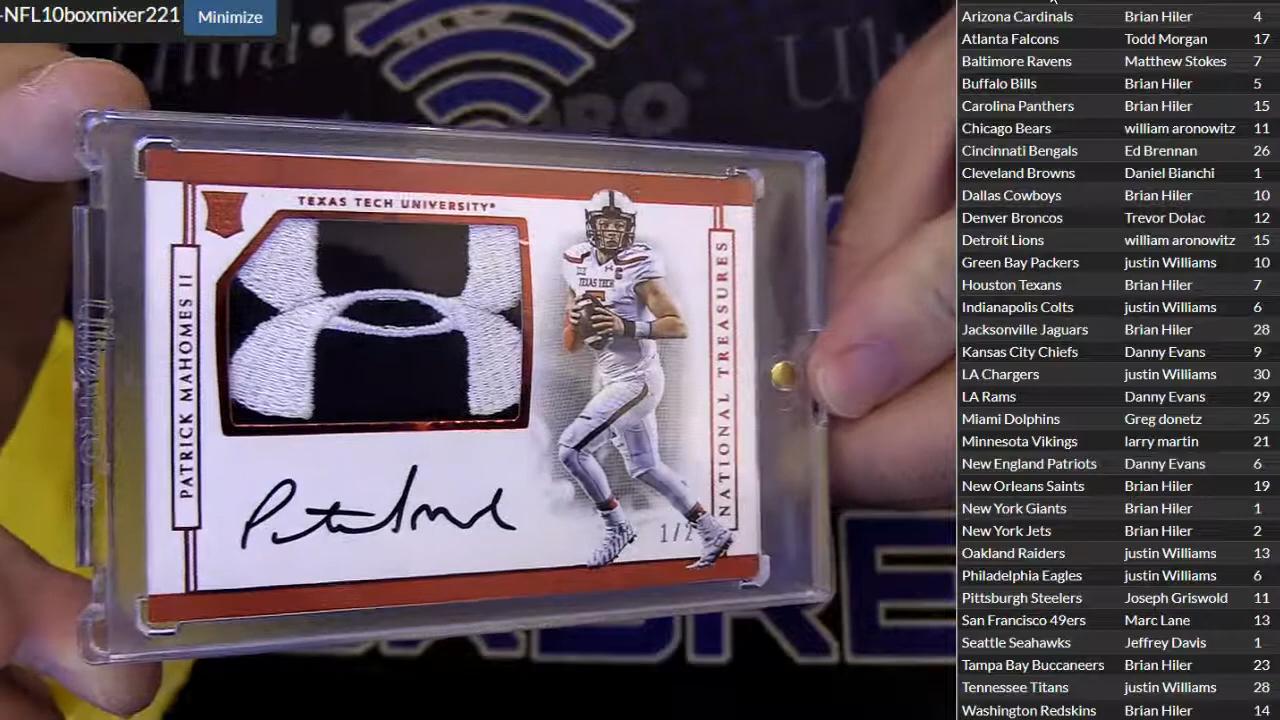 -NFL10boxmixer221
Minimize
TEXAS TECH UNIVERSITY
PATRICK MAHOMES II
NATIONAL TREASURES
TEXAS TECH
1/2
Arizona Cardinals Brian Hiler 4
Atlanta Falcons Todd Morgan 17
Baltimore Ravens Matthew Stokes 7
Buffalo Bills Brian Hiler 5
Carolina Panthers Brian Hiler 15
Chicago Bears william aronowitz 11
Cincinnati Bengals Ed Brennan 26
Cleveland Browns Daniel Bianchi 1
Dallas Cowboys Brian Hiler 10
Denver Broncos Trevor Dolac 12
Detroit Lions william aronowitz 15
Green Bay Packers justin Williams 10
Houston Texans Brian Hiler 7
Indianapolis Colts justin Williams 6
Jacksonville Jaguars Brian Hiler 28
Kansas City Chiefs Danny Evans 9
LA Chargers justin Williams 30
LA Rams Danny Evans 29
Miami Dolphins Greg donetz 25
Minnesota Vikings larry martin 21
New England Patriots Danny Evans 6
New Orleans Saints Brian Hiler 19
New York Giants Brian Hiler 1
New York Jets Brian Hiler 2
Oakland Raiders justin Williams 13
Philadelphia Eagles justin Williams 6
Pittsburgh Steelers Joseph Griswold 11
San Francisco 49ers Marc Lane 13
Seattle Seahawks Jeffrey Davis 1
Tampa Bay Buccaneers Brian Hiler 23
Tennessee Titans justin Williams 28
Washington Redskins Brian Hiler 14